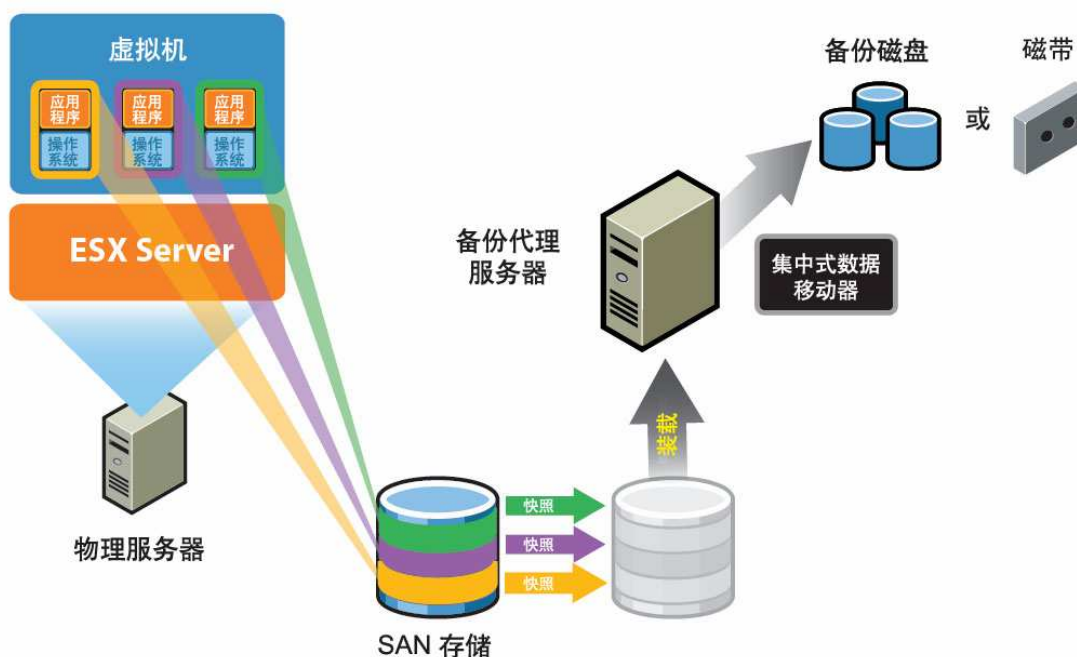 虚拟机
应用
程序
操作
系统
应用
程序
操作
系统
应用
程序
操作
系统
ESX Server
物理服务器
SAN 存储
快照
快照
快照
装载
备份代理
服务器
集中式数据
移动器
备份磁盘
或
磁带